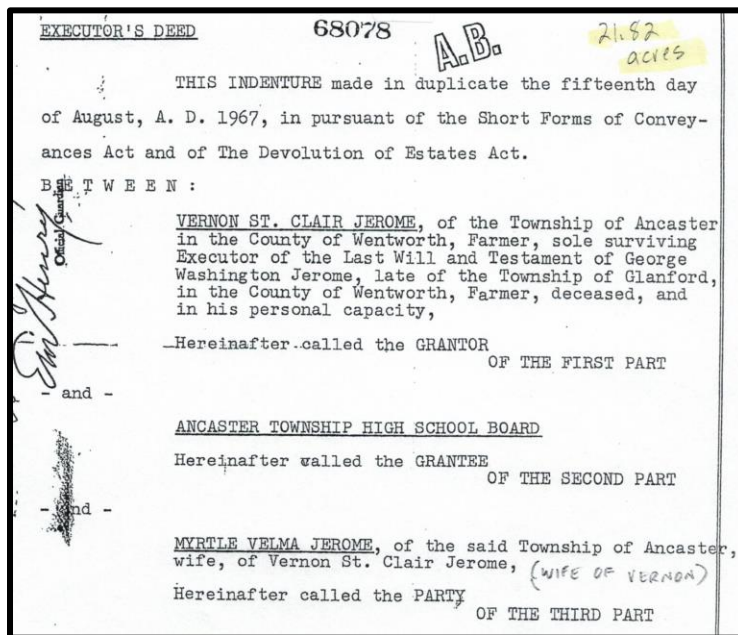 EXECUTOR'S DEED
68078
A.B.
21.82
acres
THIS INDENTURE made in duplicate the fifteenth day
of August, A. D. 1967, in pursuant of the Short Forms of Convey-
ances Act and of The Devolution of Estates Act.
B E T W E E N :
Official Guardian
VERNON ST. CLAIR JEROME, of the Township of Ancaster
in the County of Wentworth, Farmer, sole surviving
Executor of the Last Will and Testament of George
Washington Jerome, late of the Township of Glanford,
in the County of Wentworth, Farmer, deceased, and
in his personal capacity,
Hereinafter called the GRANTOR
OF THE FIRST PART
- and -
ANCASTER TOWNSHIP HIGH SCHOOL BOARD
Hereinafter walled the GRANTEE
OF THE SECOND PART
- and -
MYRTLE VELMA JEROME, of the said Township of Ancaster,
wife, of Vernon St. Clair Jerome, (WIFE OF VERNON)
Hereinafter called the PARTY
OF THE THIRD PART